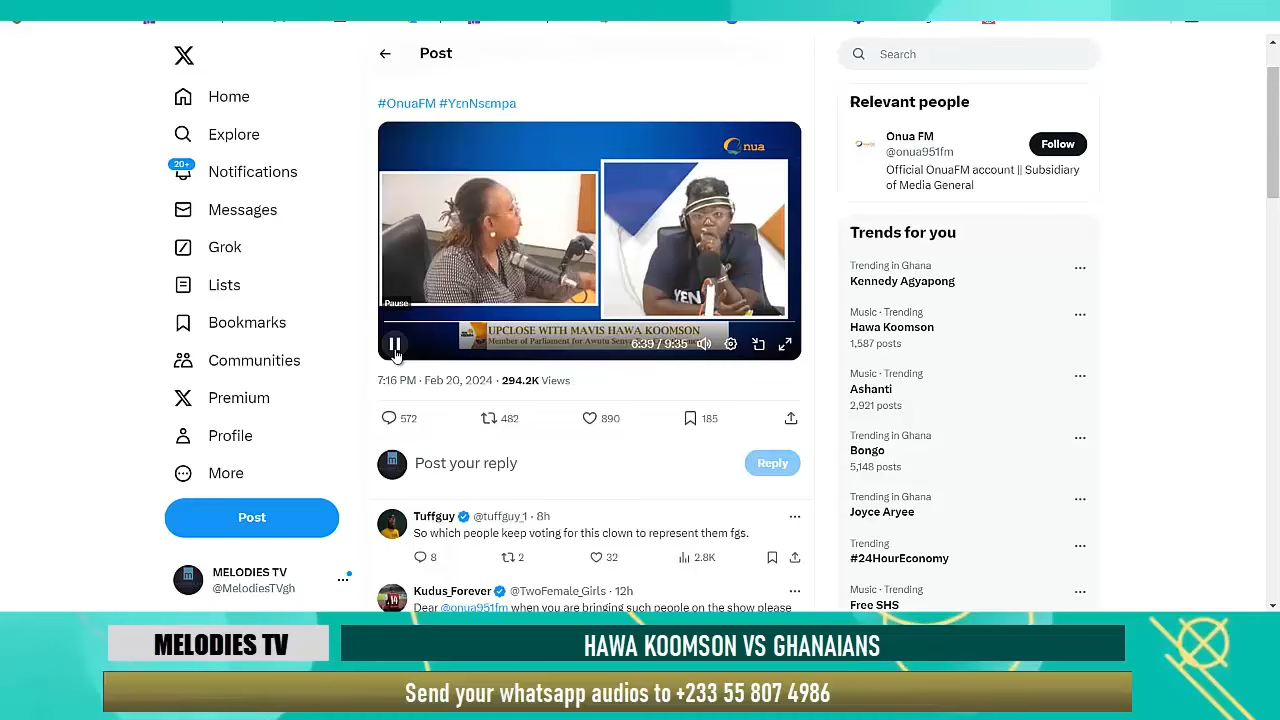 Post
Search
Home
Explore
20+
Notifications
Messages
Grok
Lists
Bookmarks
Communities
Premium
Profile
More
Post
MELODIES TV
@MelodiesTVgh
#OnuaFM #YɛnNsɛmpa
Onua
YEN
Pause
UPCLOSE WITH MAVIS HAWA KOOMSON
Member of Parliament for Awutu Seny
6:39 / 9:35
7:16 PM · Feb 20, 2024 · 294.2K Views
572 482 890 185
Post your reply
Reply
Tuffguy @tuffguy_1 · 8h
So which people keep voting for this clown to represent them fgs.
8 2 32 2.8K
Kudus_Forever @TwoFemale_Girls · 12h
Dear @onua951fm when you are bringing such people on the show please
Relevant people
Onua FM
@onua951fm
Follow
Official OnuaFM account || Subsidiary
of Media General
Trends for you
Trending in Ghana
Kennedy Agyapong
Music · Trending
Hawa Koomson
1,587 posts
Music · Trending
Ashanti
2,921 posts
Trending in Ghana
Bongo
5,148 posts
Trending in Ghana
Joyce Aryee
Trending
#24HourEconomy
Music · Trending
Free SHS
MELODIES TV
HAWA KOOMSON VS GHANAIANS
Send your whatsapp audios to +233 55 807 4986